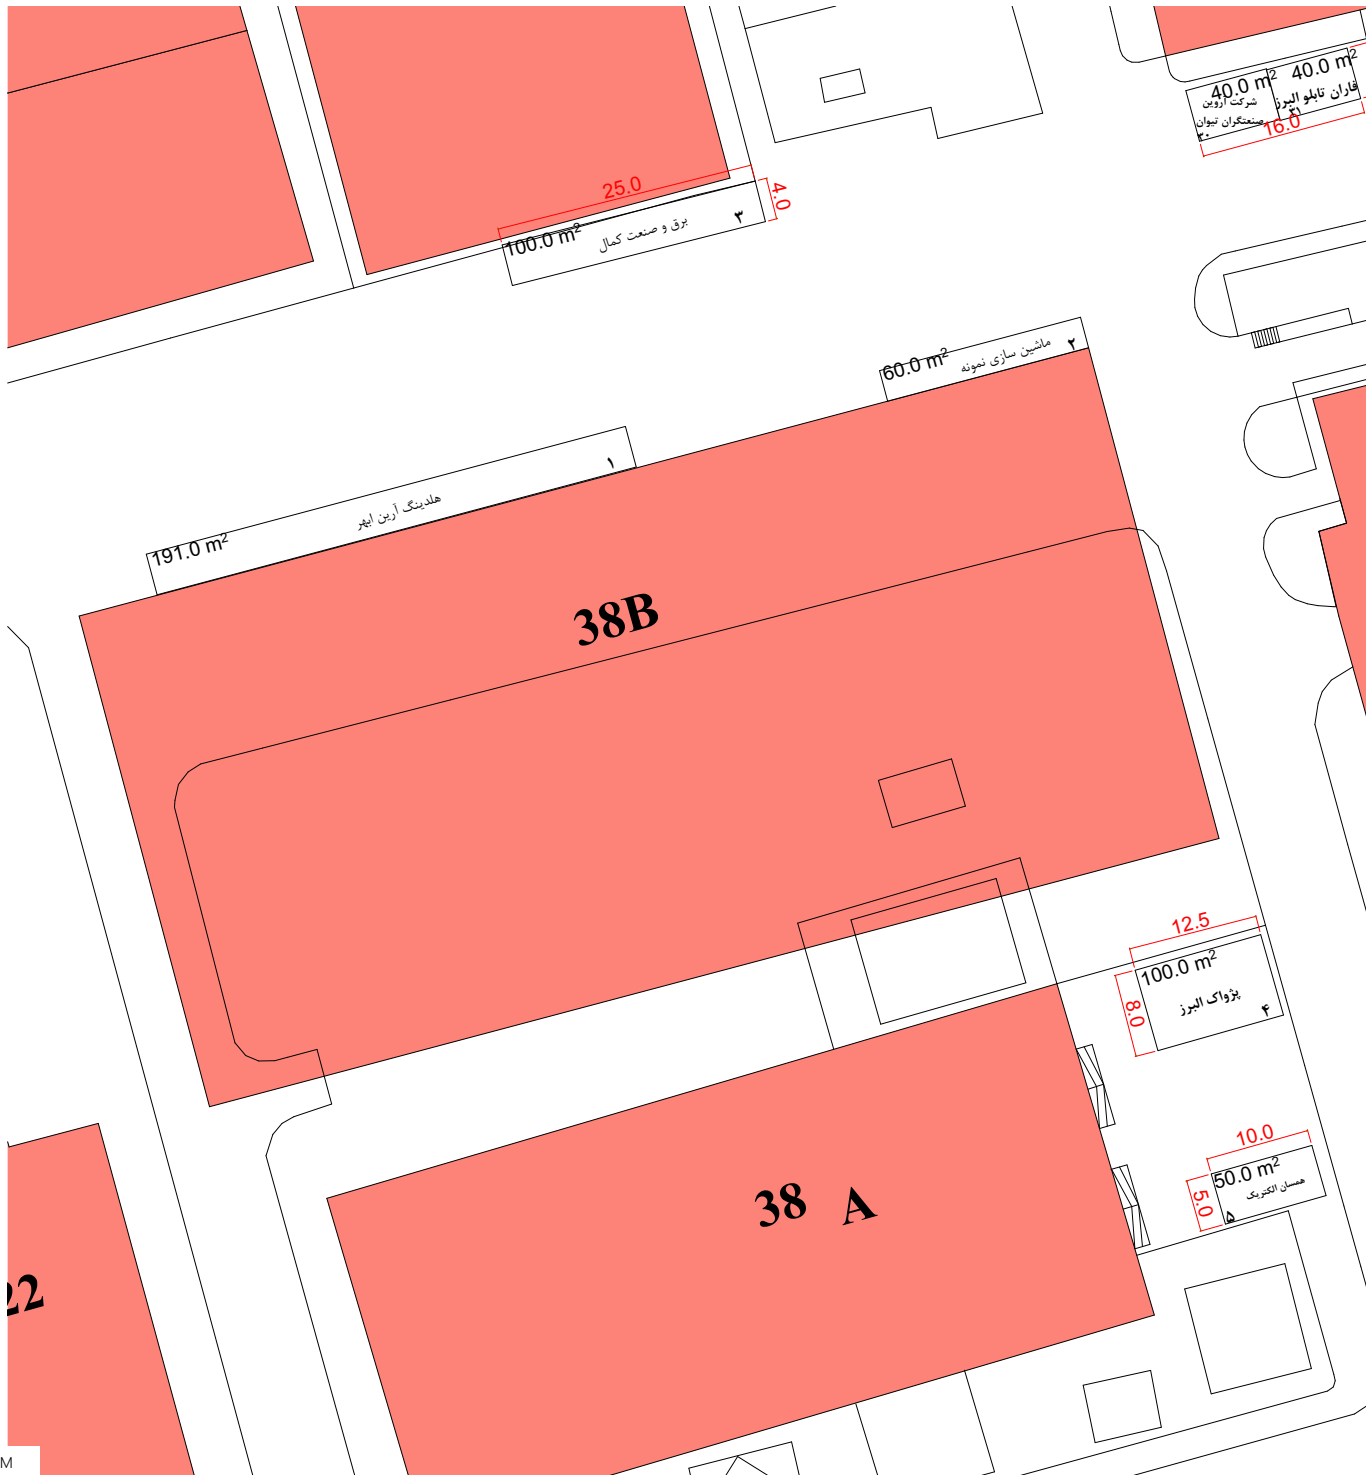 40.0 m²
40.0 m²
شرکت آروین
صنعتگران تیوان
۳۰
فاران تابلو البرز
۳۱
16.0
25.0
4.0
100.0 m²
برق و صنعت کمال
۳
60.0 m²
ماشین سازی نمونه
۲
۱
191.0 m²
هلدینگ آرین ابهر
38B
12.5
100.0 m²
8.0
پژواک البرز
۴
10.0
50.0 m²
5.0
همسان الکتریک
۵
38 A
22
M